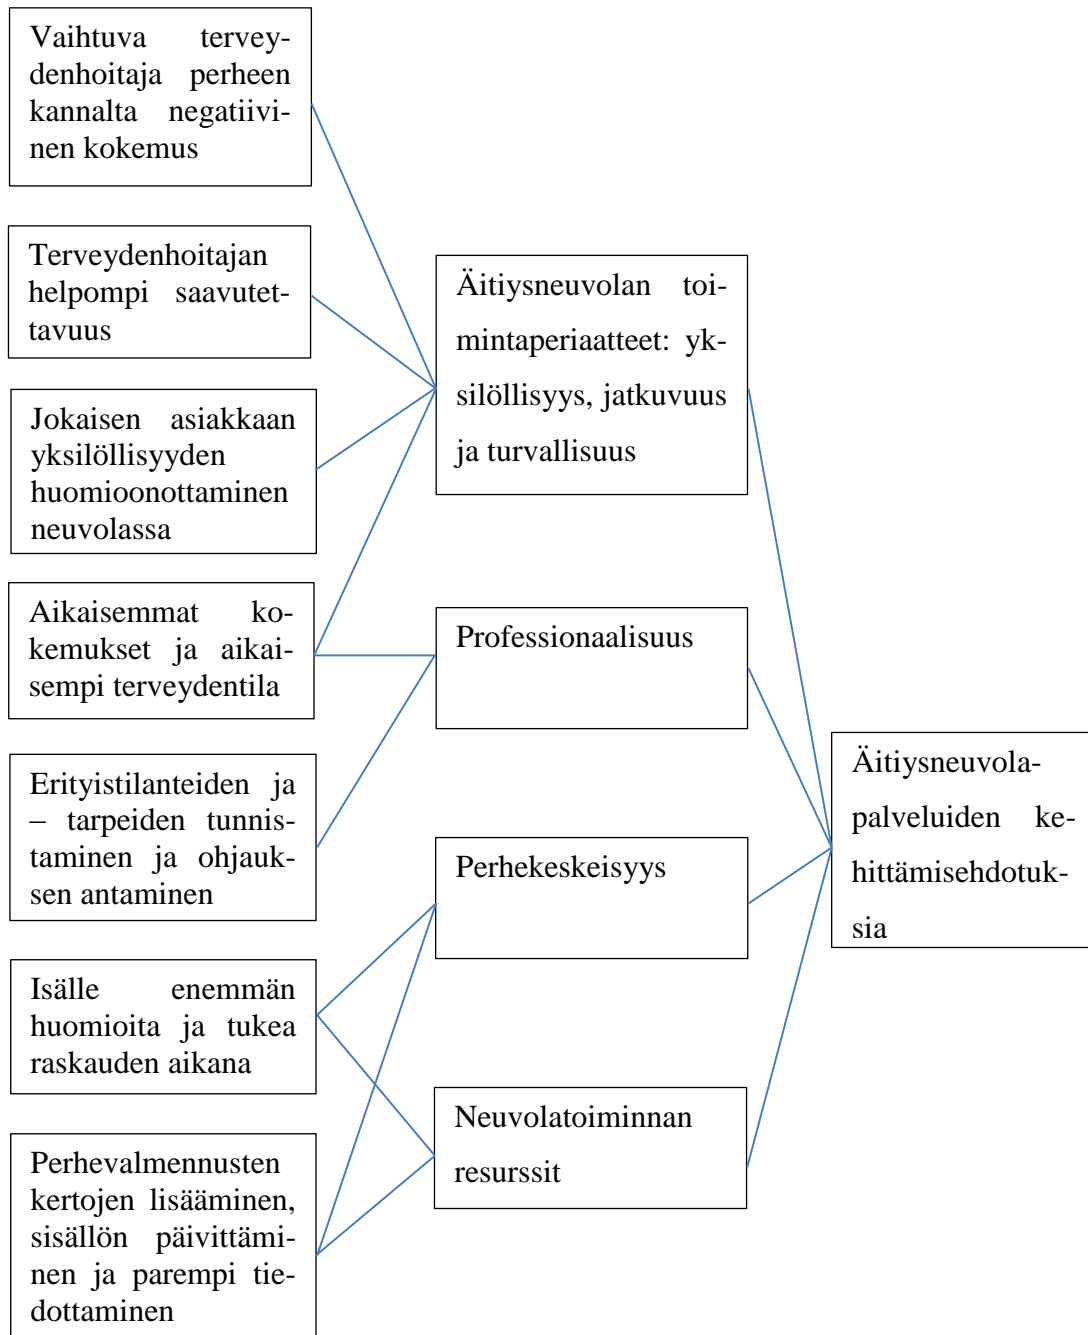 Vaihtuva tervey-
denhoitaja perheen
kannalta negatiivi-
nen kokemus
Terveydenhoitajan
helpompi saavutet-
tavuus
Jokaisen asiakkaan
yksilöllisyyden
huomioonottaminen
neuvolassa
Aikaisemmat ko-
kemukset ja aikai-
sempi terveydentila
Erityistilanteiden ja
– tarpeiden tunnis-
taminen ja ohjauk-
sen antaminen
Isälle enemmän
huomioita ja tukea
raskauden aikana
Perhevalmennusten
kertojen lisääminen,
sisällön päivittämi-
nen ja parempi tie-
dottaminen
Äitiysneuvolan toi-
mintaperiaatteet: yk-
silöllisyys, jatkuvuus
ja turvallisuus
Professionaalisuus
Perhekeskeisyys
Neuvolatoiminnan
resurssit
Äitiysneuvola-
palveluiden ke-
hittämisehdotuk-
sia